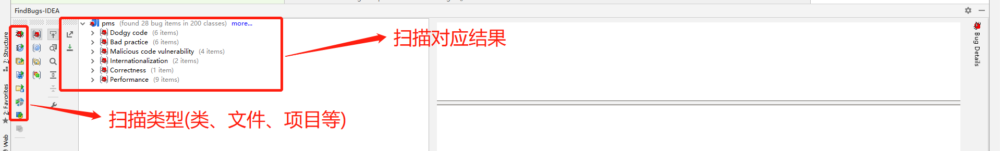 FindBugs-IDEA
pms (found 28 bug items in 200 classes) more...
Dodgy code (6 items)
Bad practice (6 items)
Malicious code vulnerability (4 items)
Internationalization (2 items)
Correctness (1 item)
Performance (9 items)
扫描对应结果
扫描类型(类、文件、项目等)
7: Structure
2: Favorites
Web
Bug Details